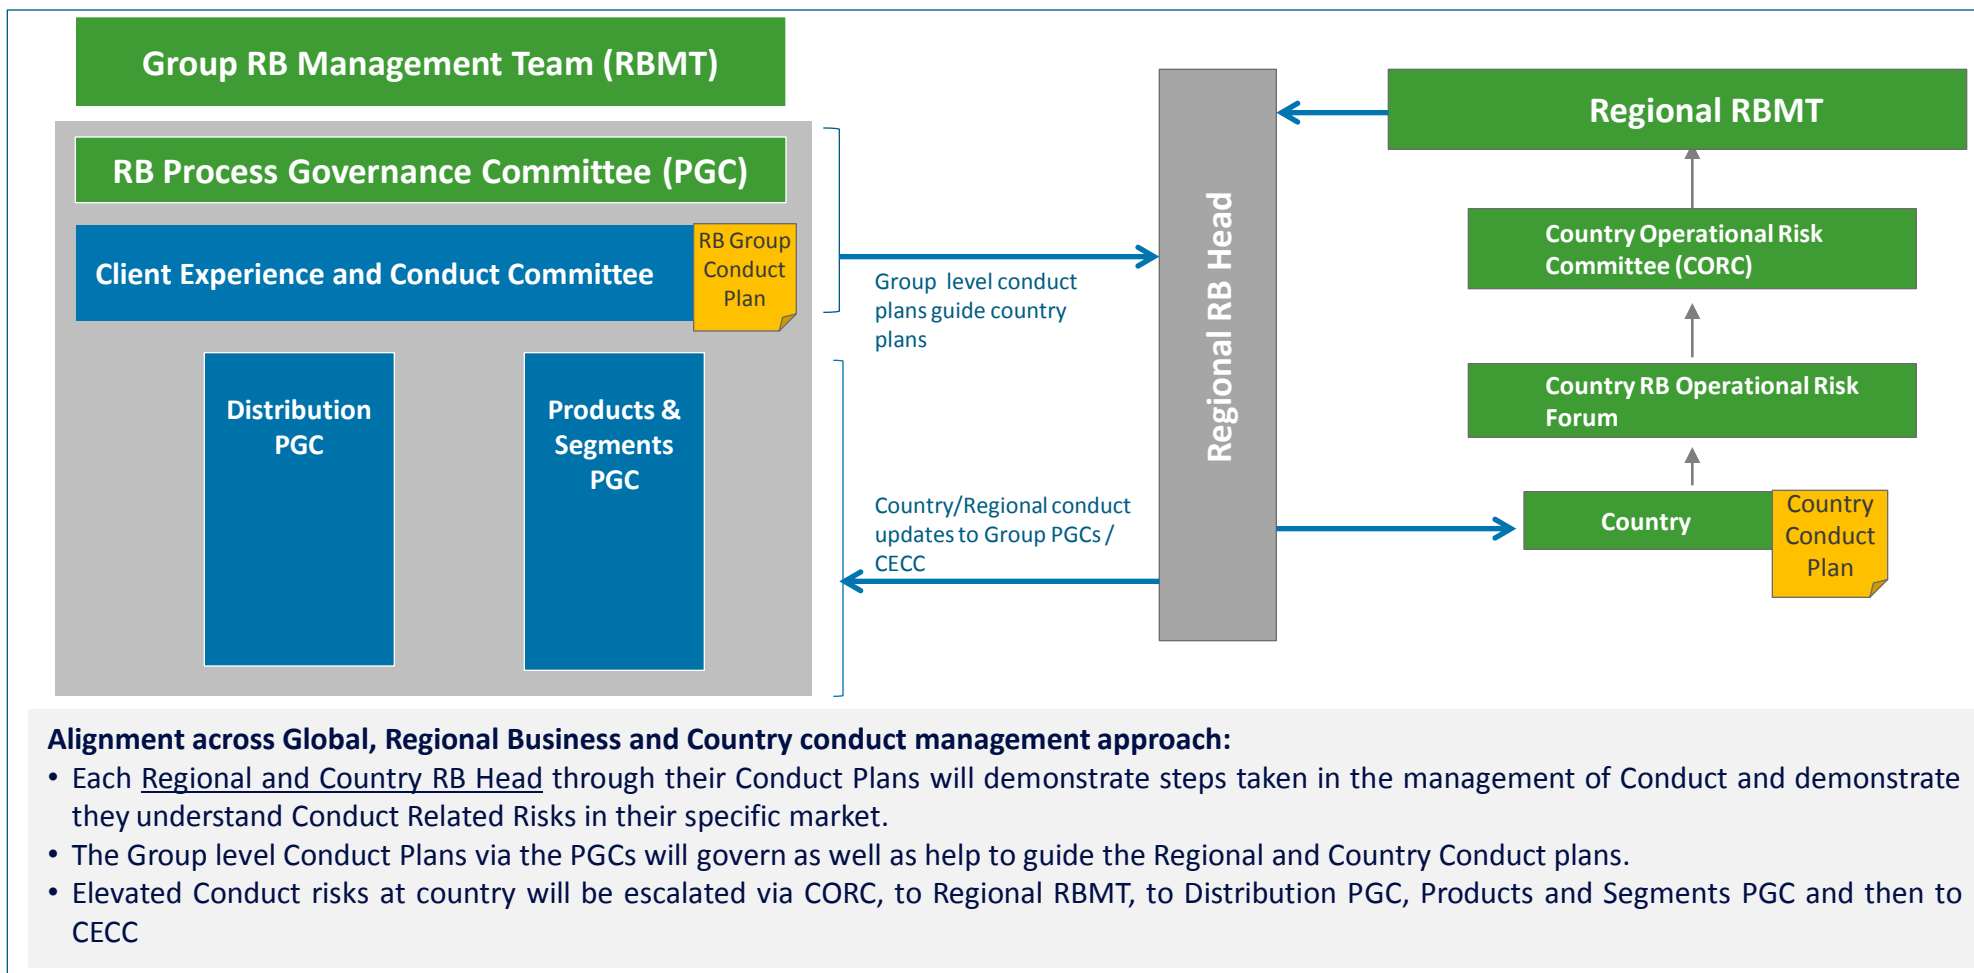 Group RB Management Team (RBMT)
RB Process Governance Committee (PGC)
Client Experience and Conduct Committee
RB Group
Conduct
Plan
Distribution
PGC
Products &
Segments
PGC
Group level conduct
plans guide country
plans
Country/Regional conduct
updates to Group PGCs /
CECC
Regional RB Head
Regional RBMT
Country Operational Risk
Committee (CORC)
Country RB Operational Risk
Forum
Country
Country
Conduct
Plan
Alignment across Global, Regional Business and Country conduct management approach:
• Each Regional and Country RB Head through their Conduct Plans will demonstrate steps taken in the management of Conduct and demonstrate
they understand Conduct Related Risks in their specific market.
• The Group level Conduct Plans via the PGCs will govern as well as help to guide the Regional and Country Conduct plans.
• Elevated Conduct risks at country will be escalated via CORC, to Regional RBMT, to Distribution PGC, Products and Segments PGC and then to
CECC